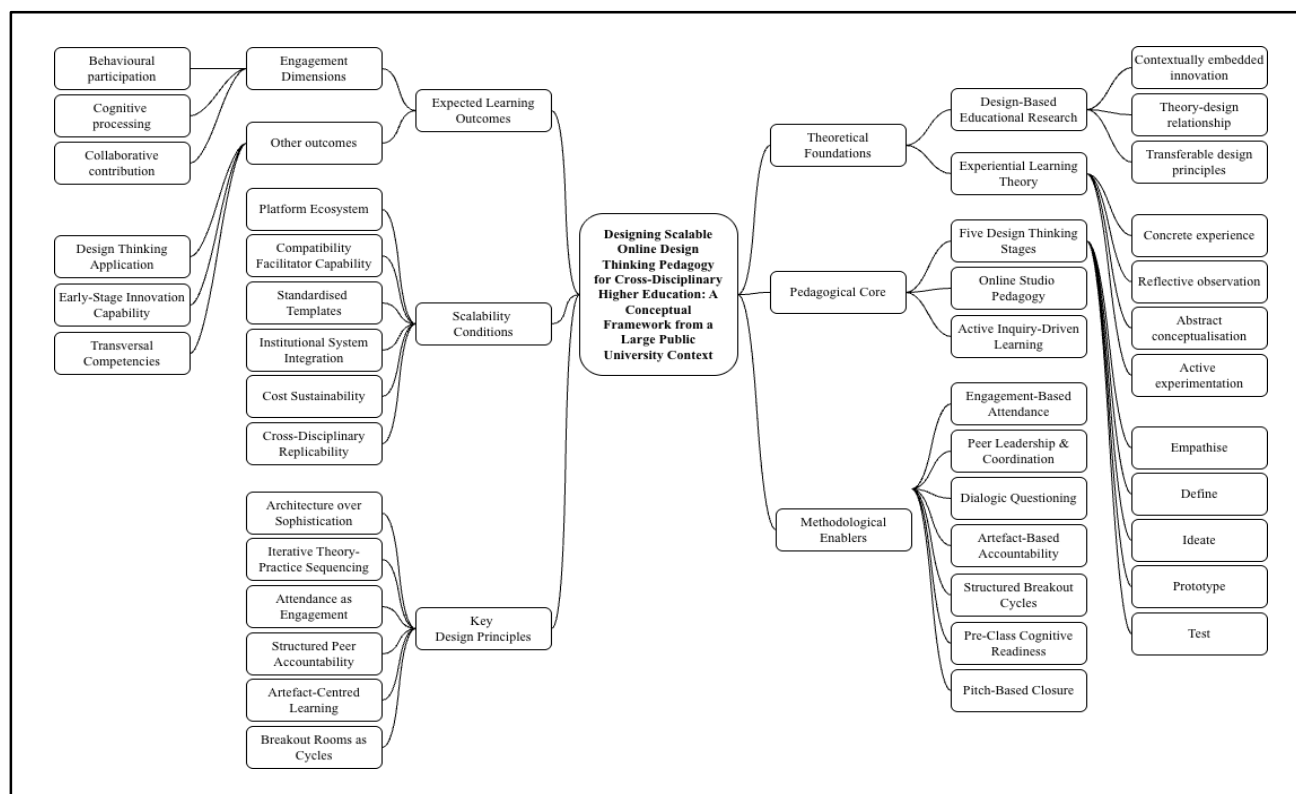 Behavioural
participation
Cognitive
processing
Collaborative
contribution
Design Thinking
Application
Early-Stage Innovation
Capability
Transversal
Competencies
Engagement
Dimensions
Other outcomes
Platform Ecosystem
Compatibility
Facilitator Capability
Standardised
Templates
Institutional System
Integration
Cost Sustainability
Cross-Disciplinary
Replicability
Architecture over
Sophistication
Iterative Theory-
Practice Sequencing
Attendance as
Engagement
Structured Peer
Accountability
Artefact-Centred
Learning
Breakout Rooms as
Cycles
Expected Learning
Outcomes
Scalability
Conditions
Key
Design Principles
Designing Scalable
Online Design
Thinking Pedagogy
for Cross-Disciplinary
Higher Education: A
Conceptual
Framework from a
Large Public
University Context
Theoretical
Foundations
Pedagogical Core
Methodological
Enablers
Design-Based
Educational Research
Experiential Learning
Theory
Five Design Thinking
Stages
Online Studio
Pedagogy
Active Inquiry-Driven
Learning
Engagement-Based
Attendance
Peer Leadership &
Coordination
Dialogic Questioning
Artefact-Based
Accountability
Structured Breakout
Cycles
Pre-Class Cognitive
Readiness
Pitch-Based Closure
Contextually embedded
innovation
Theory-design
relationship
Transferable design
principles
Concrete experience
Reflective observation
Abstract
conceptualisation
Active
experimentation
Empathise
Define
Ideate
Prototype
Test